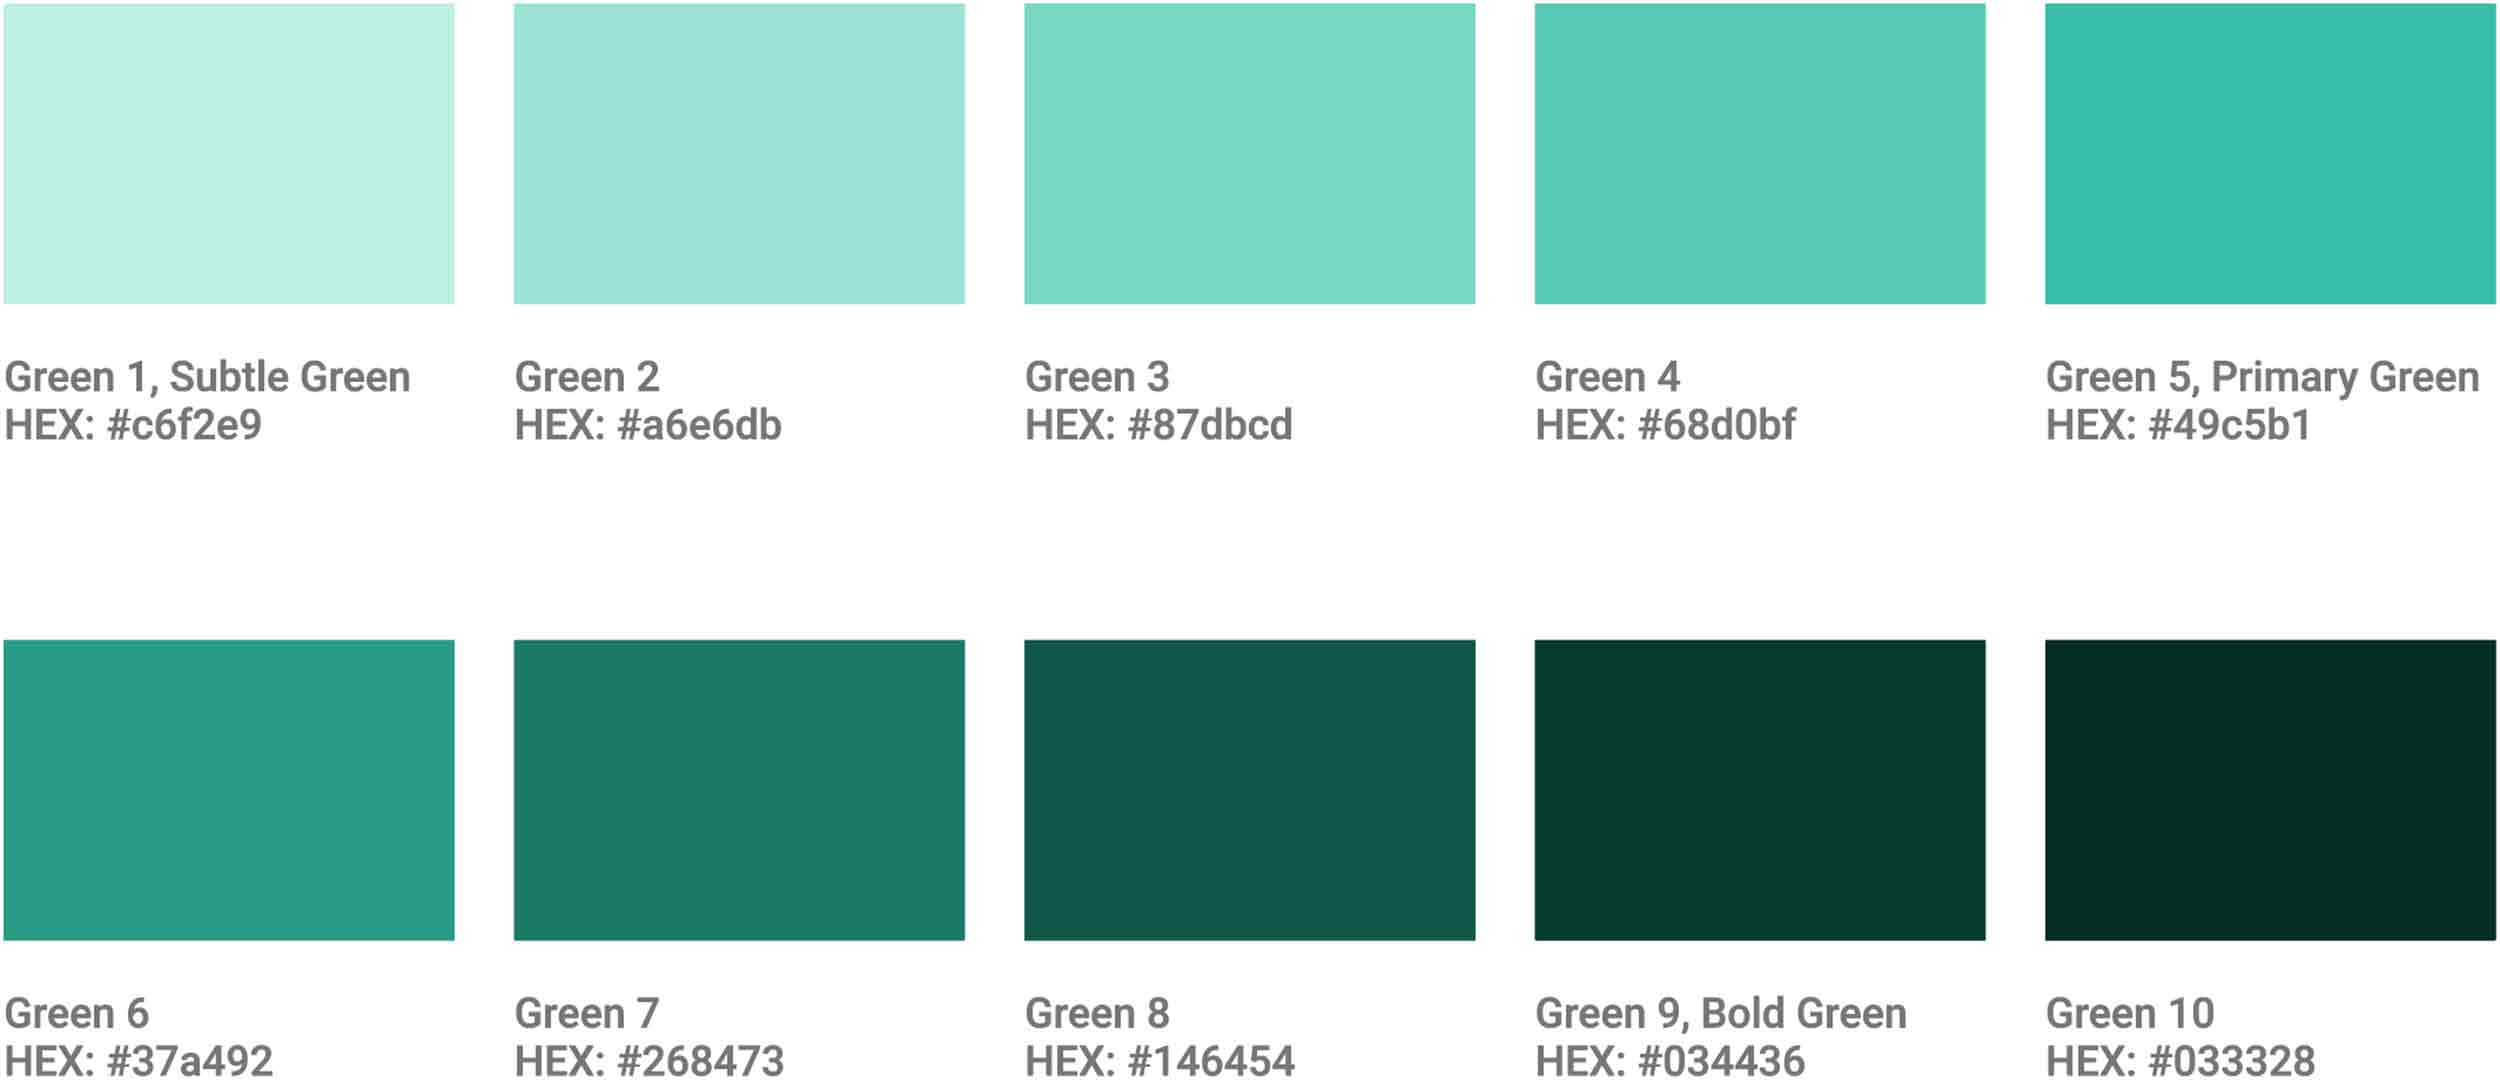 Green 1, Subtle Green
HEX: #c6f2e9
Green 2
HEX: #a6e6db
Green 3
HEX: #87dbcd
Green 4
HEX: #68d0bf
Green 5, Primary Green
HEX: #49c5b1
Green 6
HEX: #37a492
Green 7
HEX: #268473
Green 8
HEX: #146454
Green 9, Bold Green
HEX: #034436
Green 10
HEX: #033328